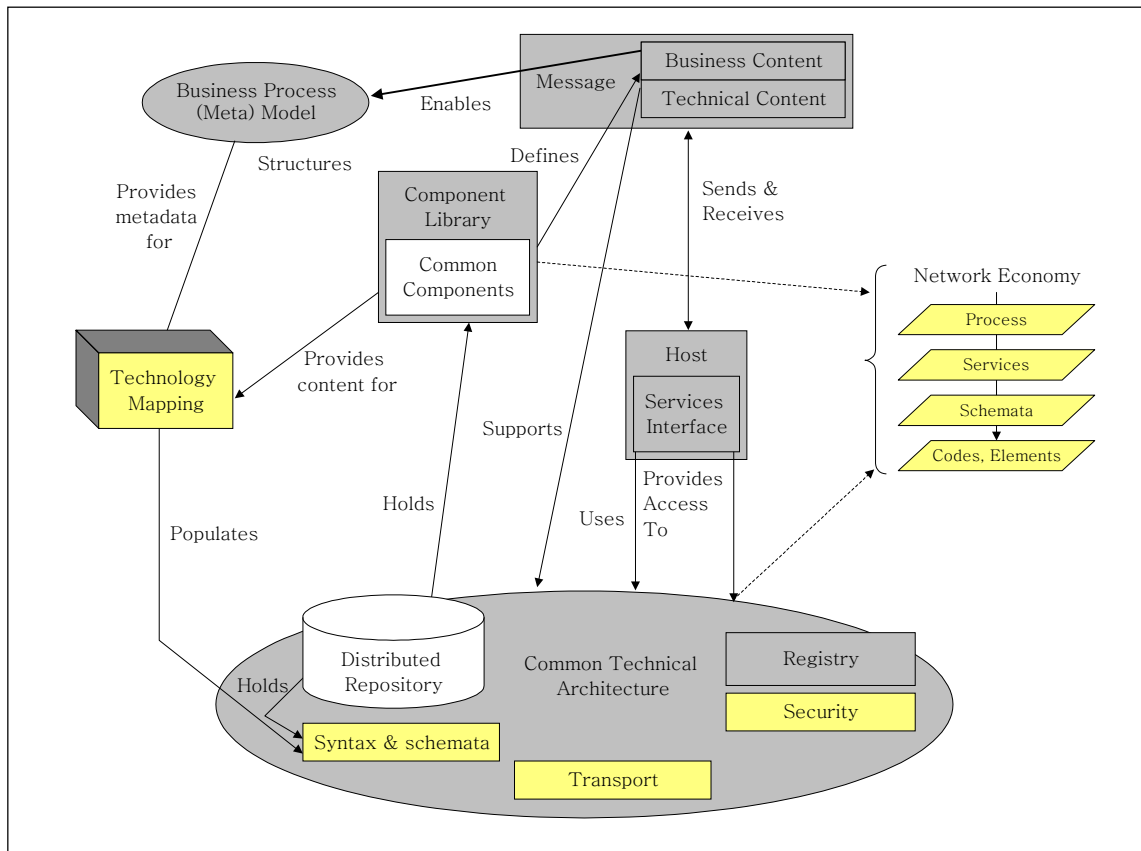 Business Process
(Meta) Model
Message
Business Content
Technical Content
Enables
Structures
Defines
Provides
metadata
for
Component
Library
Common
Components
Sends &
Receives
Network Economy
Process
Services
Schemata
Codes, Elements
Technology
Mapping
Provides
content for
Host
Services
Interface
Supports
Holds
Uses
Provides
Access
To
Populates
Distributed
Repository
Holds
Syntax & schemata
Common Technical
Architecture
Registry
Security
Transport